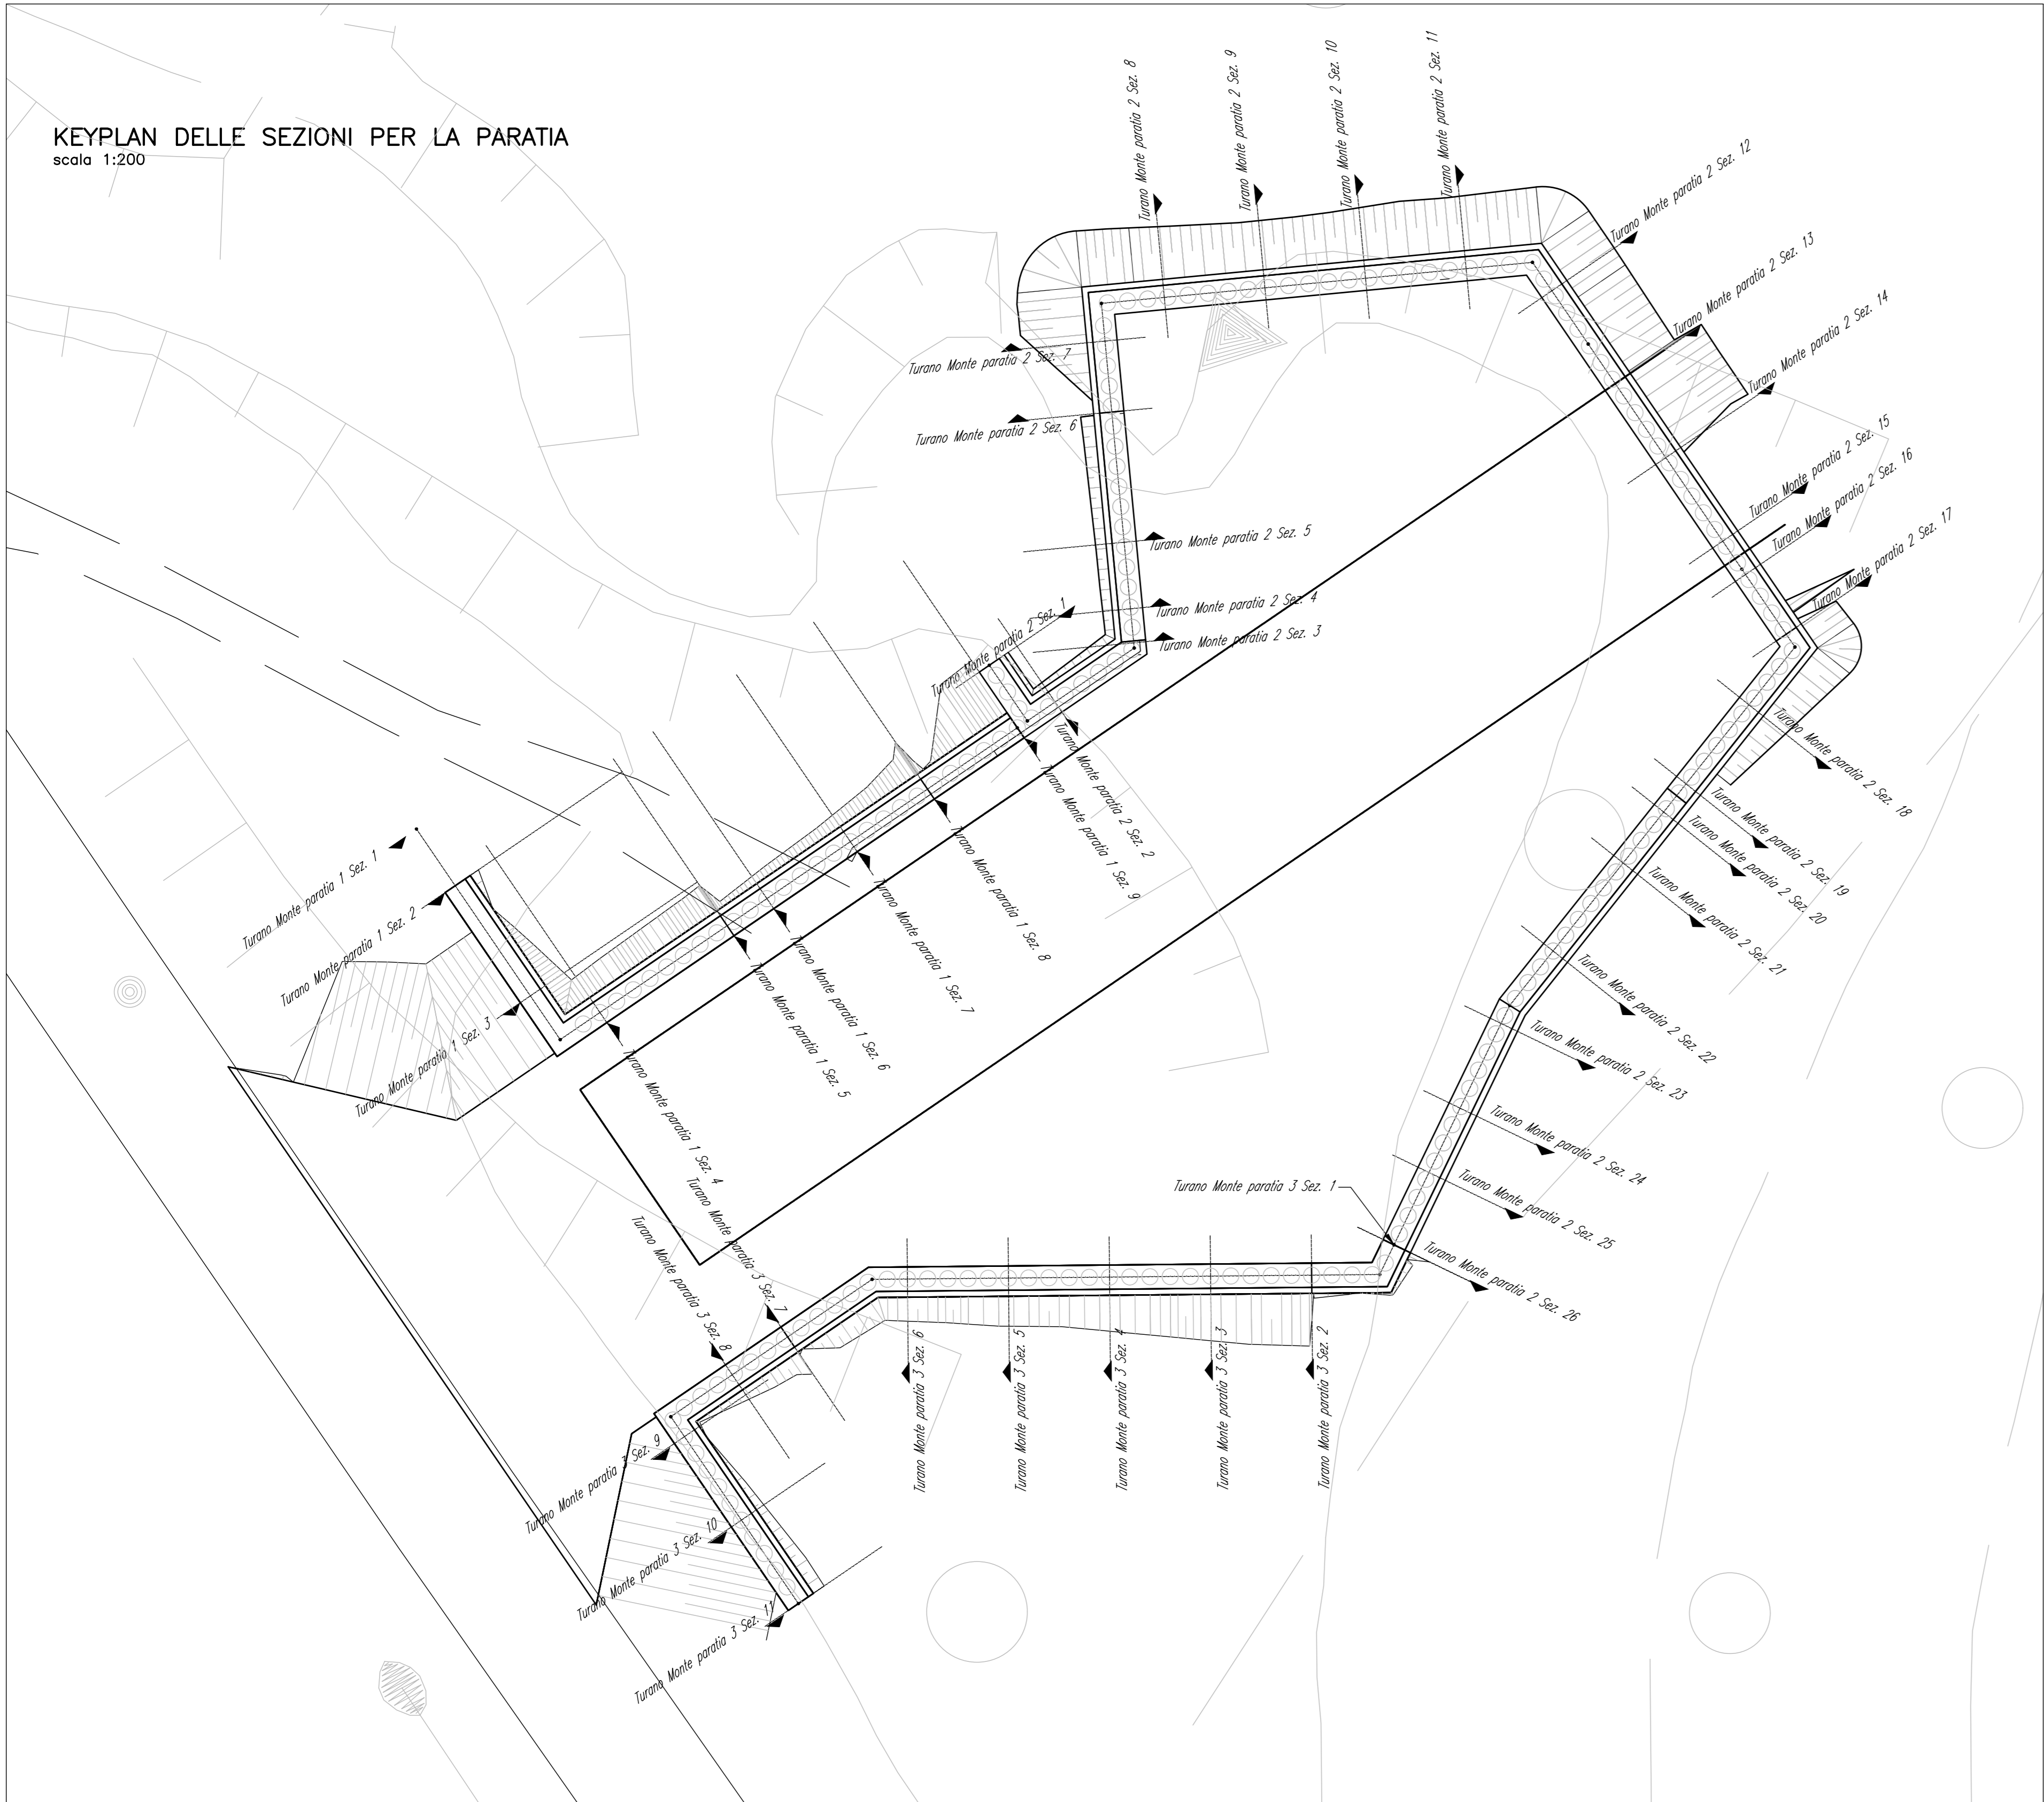 KEYPLAN DELLE SEZIONI PER LA PARATIA
scala 1:200
Turano Monte paratia 2 Sez. 8
Turano Monte paratia 2 Sez. 9
Turano Monte paratia 2 Sez. 10
Turano Monte paratia 2 Sez. 11
Turano Monte paratia 2 Sez. 12
Turano Monte paratia 2 Sez. 13
Turano Monte paratia 2 Sez. 14
Turano Monte paratia 2 Sez. 7
Turano Monte paratia 2 Sez. 6
Turano Monte paratia 2 Sez. 15
Turano Monte paratia 2 Sez. 16
Turano Monte paratia 2 Sez. 17
Turano Monte paratia 2 Sez. 5
Turano Monte paratia 2 Sez. 4
Turano Monte paratia 2 Sez. 3
Turano Monte paratia 2 Sez. 1
Turano Monte paratia 2 Sez. 2
Turano Monte paratia 1 Sez. 9
Turano Monte paratia 1 Sez. 8
Turano Monte paratia 1 Sez. 7
Turano Monte paratia 1 Sez. 6
Turano Monte paratia 1 Sez. 5
Turano Monte paratia 1 Sez. 1
Turano Monte paratia 1 Sez. 2
Turano Monte paratia 1 Sez. 3
Turano Monte paratia 1 Sez. 4
Turano Monte paratia 2 Sez. 18
Turano Monte paratia 2 Sez. 19
Turano Monte paratia 2 Sez. 20
Turano Monte paratia 2 Sez. 21
Turano Monte paratia 2 Sez. 22
Turano Monte paratia 2 Sez. 23
Turano Monte paratia 2 Sez. 24
Turano Monte paratia 2 Sez. 25
Turano Monte paratia 2 Sez. 26
Turano Monte paratia 3 Sez. 1
Turano Monte paratia 3 Sez. 7
Turano Monte paratia 3 Sez. 8
Turano Monte paratia 3 Sez. 6
Turano Monte paratia 3 Sez. 5
Turano Monte paratia 3 Sez. 4
Turano Monte paratia 3 Sez. 3
Turano Monte paratia 3 Sez. 2
Turano Monte paratia 3 Sez. 9
Turano Monte paratia 3 Sez. 10
Turano Monte paratia 3 Sez. 11